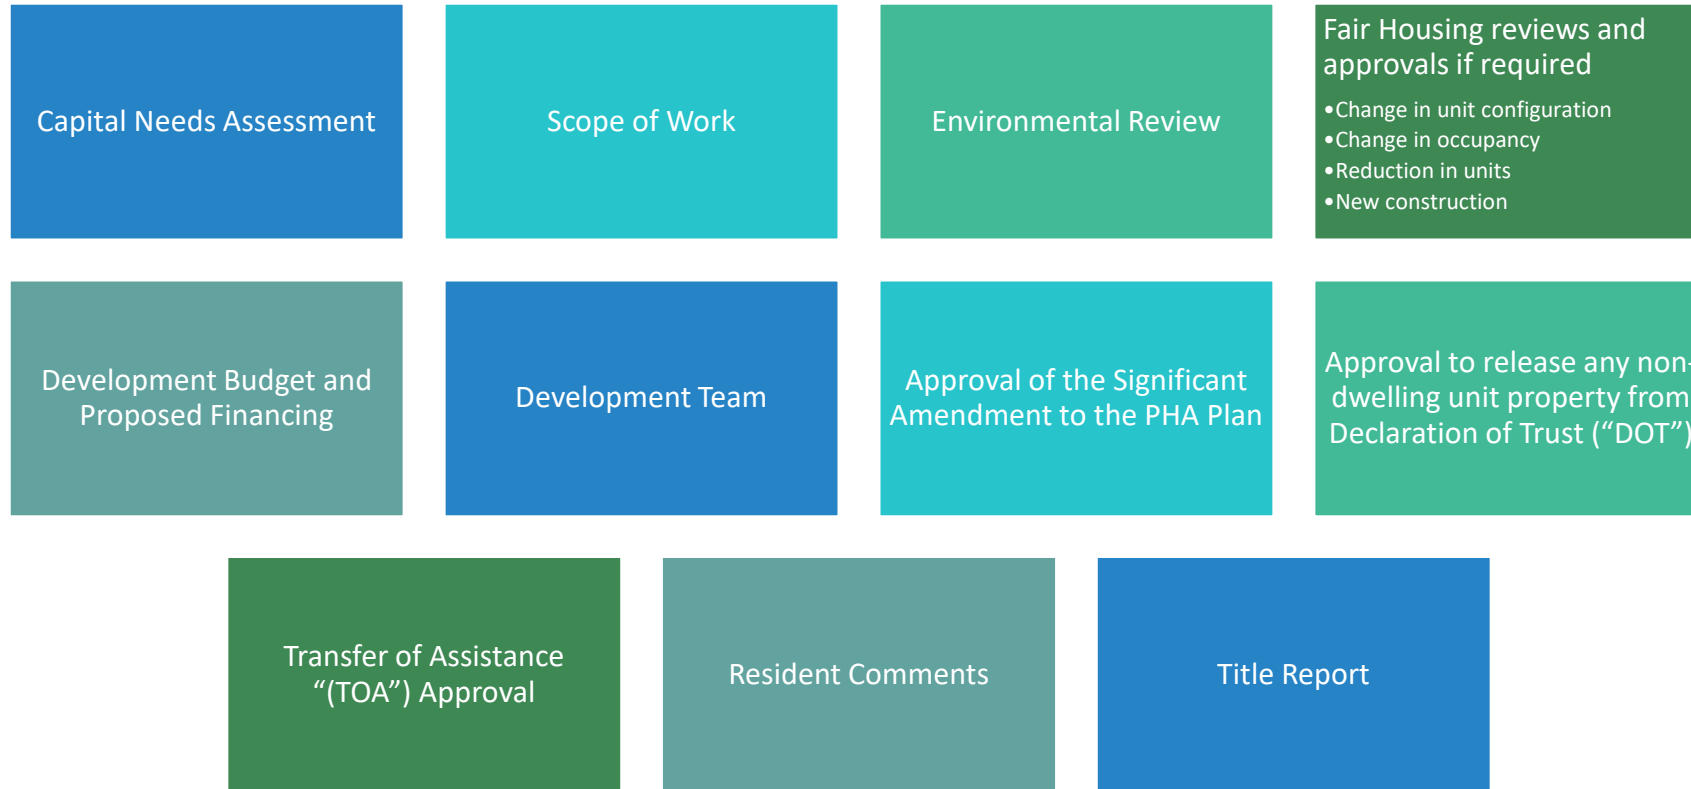 Capital Needs Assessment
Scope of Work
Environmental Review
Fair Housing reviews and
approvals if required
•Change in unit configuration
•Change in occupancy
•Reduction in units
•New construction
Development Budget and
Proposed Financing
Development Team
Approval of the Significant
Amendment to the PHA Plan
Approval to release any non-
dwelling unit property from
Declaration of Trust (“DOT”)
Transfer of Assistance
“(TOA”) Approval
Resident Comments
Title Report